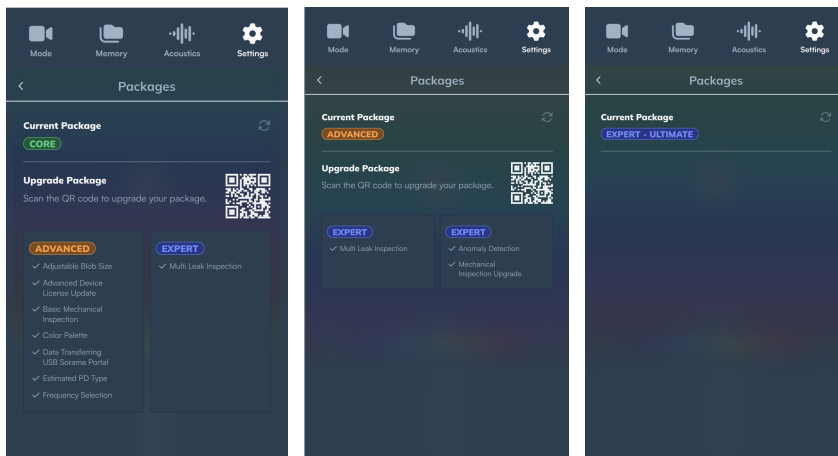 Mode Memory Acoustics Settings
Packages
Current Package
CORE
Upgrade Package
Scan the QR code to upgrade your package.
ADVANCED
Adjustable Blob Size
Advanced Device
License Update
Basic Mechanical
Inspection
Color Palette
Data Transferring
USB Sorama Portal
Estimated PD Type
Frequency Selection
EXPERT
Multi Leak Inspection
Mode Memory Acoustics Settings
Packages
Current Package
ADVANCED
Upgrade Package
Scan the QR code to upgrade your package.
EXPERT
Multi Leak Inspection
EXPERT
Anomaly Detection
Mechanical
Inspection Upgrade
Mode Memory Acoustics Settings
Packages
Current Package
EXPERT - ULTIMATE